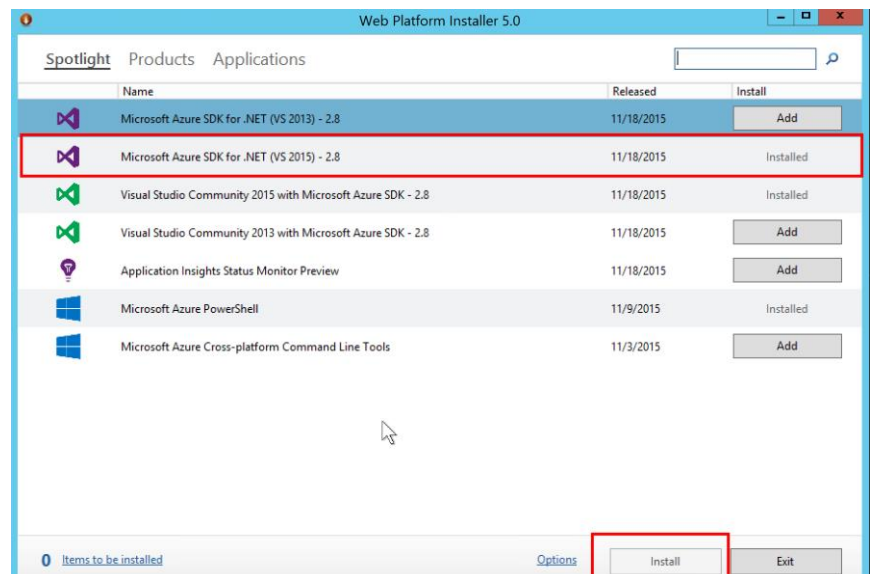 Web Platform Installer 5.0
Spotlight Products Applications
Name Released Install
Microsoft Azure SDK for .NET (VS 2013) - 2.8 11/18/2015 Add
Microsoft Azure SDK for .NET (VS 2015) - 2.8 11/18/2015 Installed
Visual Studio Community 2015 with Microsoft Azure SDK - 2.8 11/18/2015 Installed
Visual Studio Community 2013 with Microsoft Azure SDK - 2.8 11/18/2015 Add
Application Insights Status Monitor Preview 11/18/2015 Add
Microsoft Azure PowerShell 11/9/2015 Installed
Microsoft Azure Cross-platform Command Line Tools 11/3/2015 Add
0 Items to be installed Options Install Exit